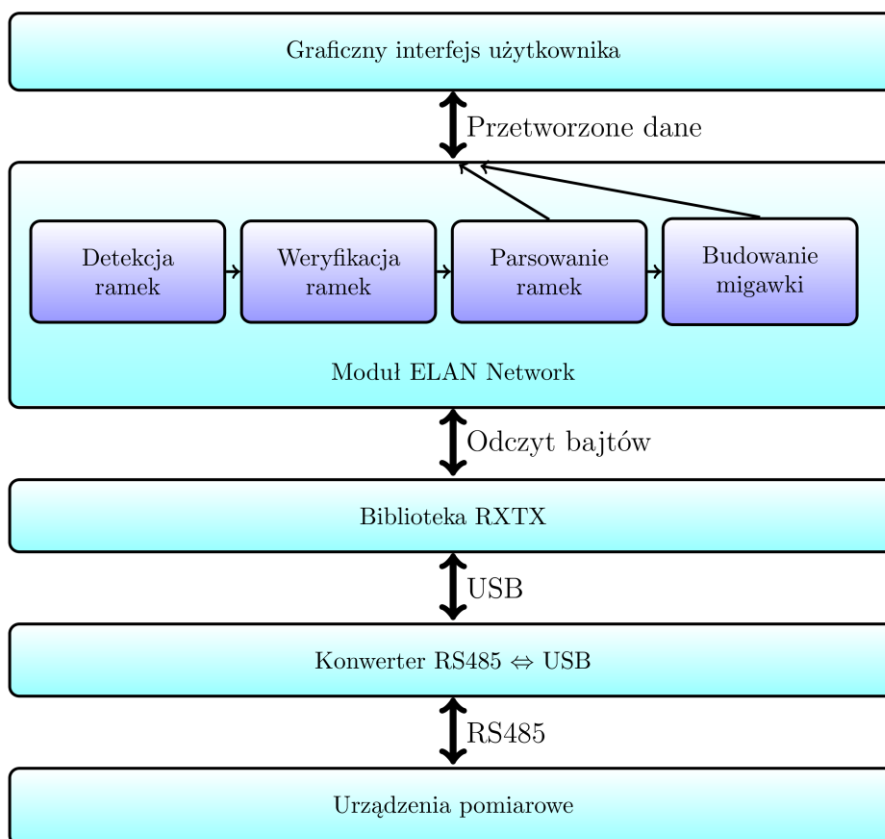 Graficzny interfejs użytkownika
Przetworzone dane
Detekcja
ramek
Weryfikacja
ramek
Parsowanie
ramek
Budowanie
migawki
Moduł ELAN Network
Odczyt bajtów
Biblioteka RXTX
USB
Konwerter RS485 ⇔ USB
RS485
Urządzenia pomiarowe